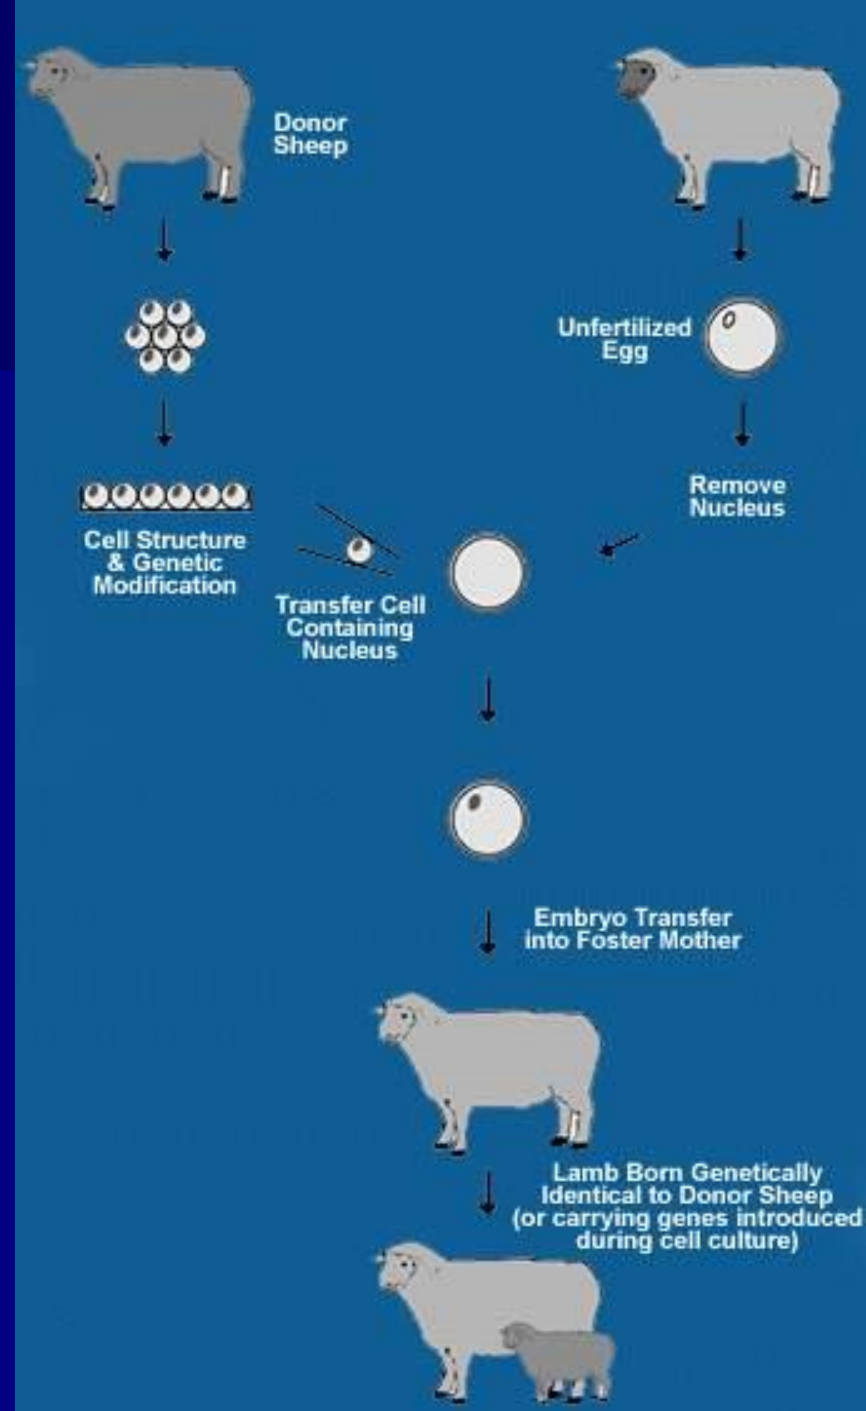 Donor
Sheep
Unfertilized
Egg
Remove
Nucleus
Cell Structure
& Genetic
Modification
Transfer Cell
Containing
Nucleus
Embryo Transfer
into Foster Mother
Lamb Born Genetically
Identical to Donor Sheep
(or carrying genes introduced
during cell culture)